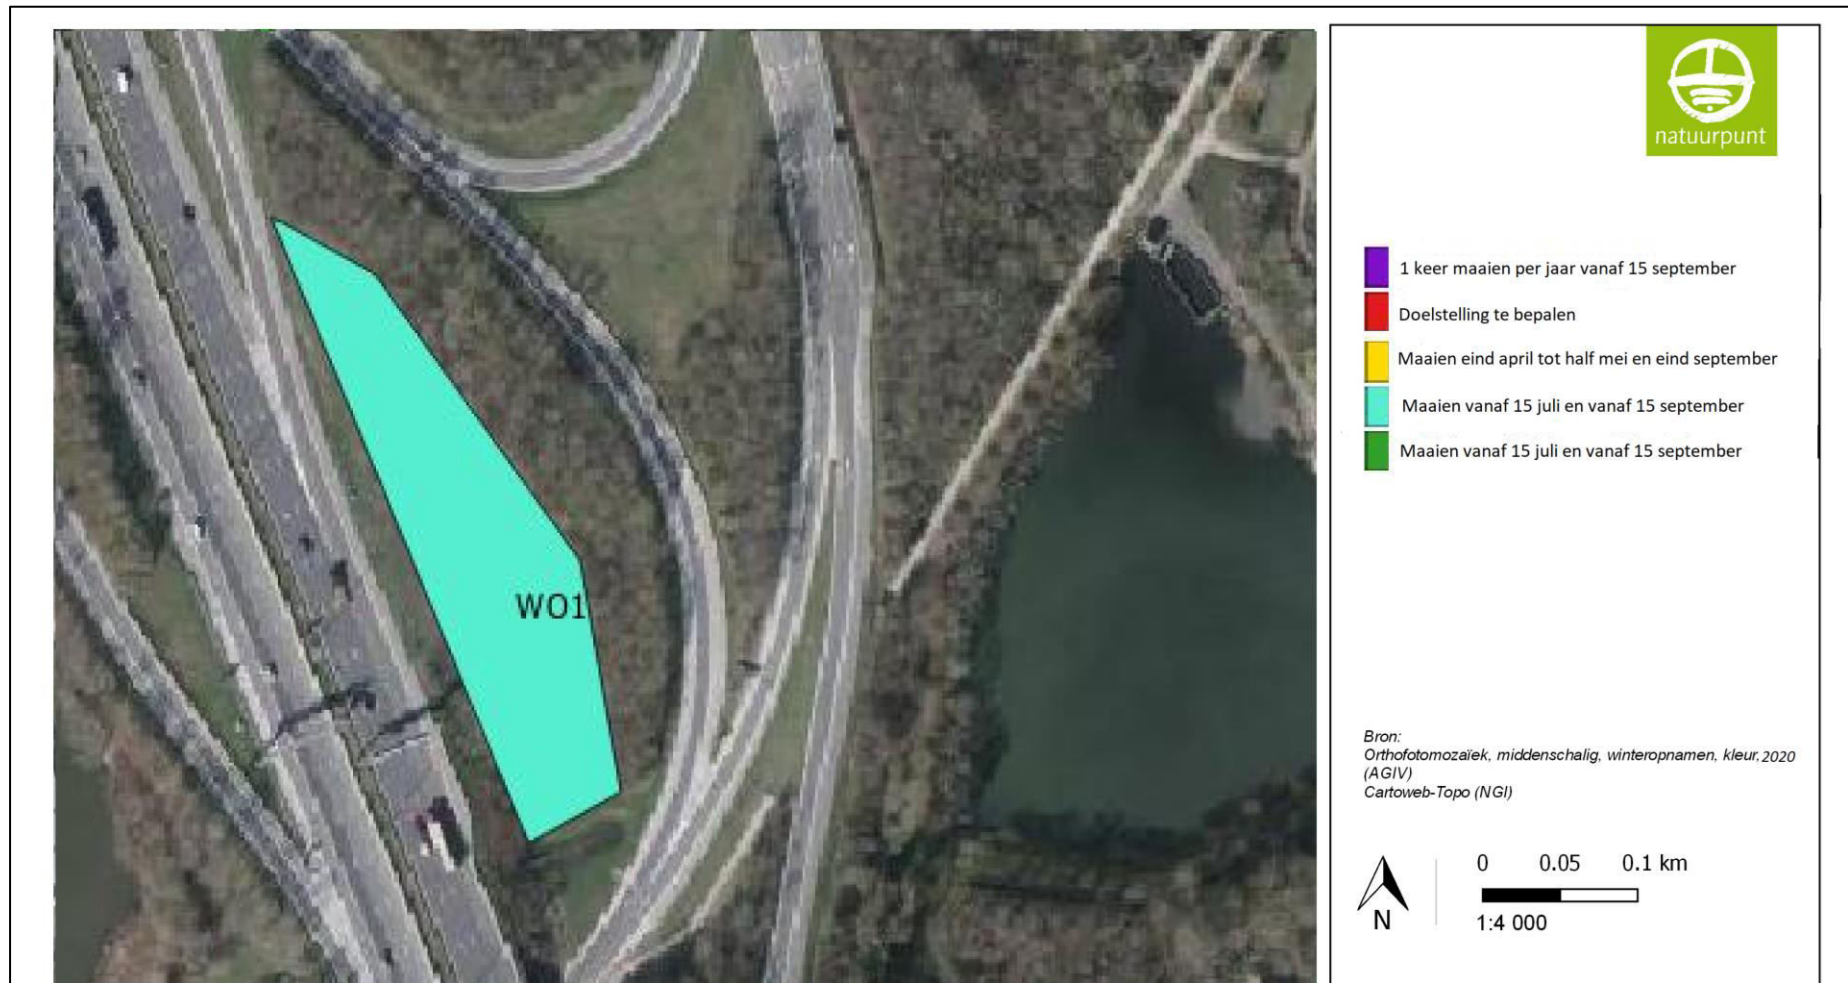 natuurpunt
1 keer maaien per jaar vanaf 15 september
Doelstelling te bepalen
Maaien eind april tot half mei en eind september
Maaien vanaf 15 juli en vanaf 15 september
Maaien vanaf 15 juli en vanaf 15 september
WO1
Bron:
Orthofotomozaïek, middenschalig, winteropnamen, kleur, 2020
(AGIV)
Cartoweb-Topo (NGI)
0 0.05 0.1 km
N
1:4 000